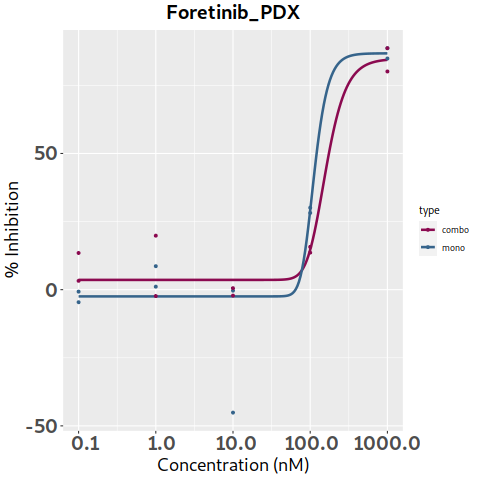 Foretinib_PDX
% Inhibition
50
0
-50
0.1 1.0 10.0 100.0 1000.0
Concentration (nM)
type
combo
mono